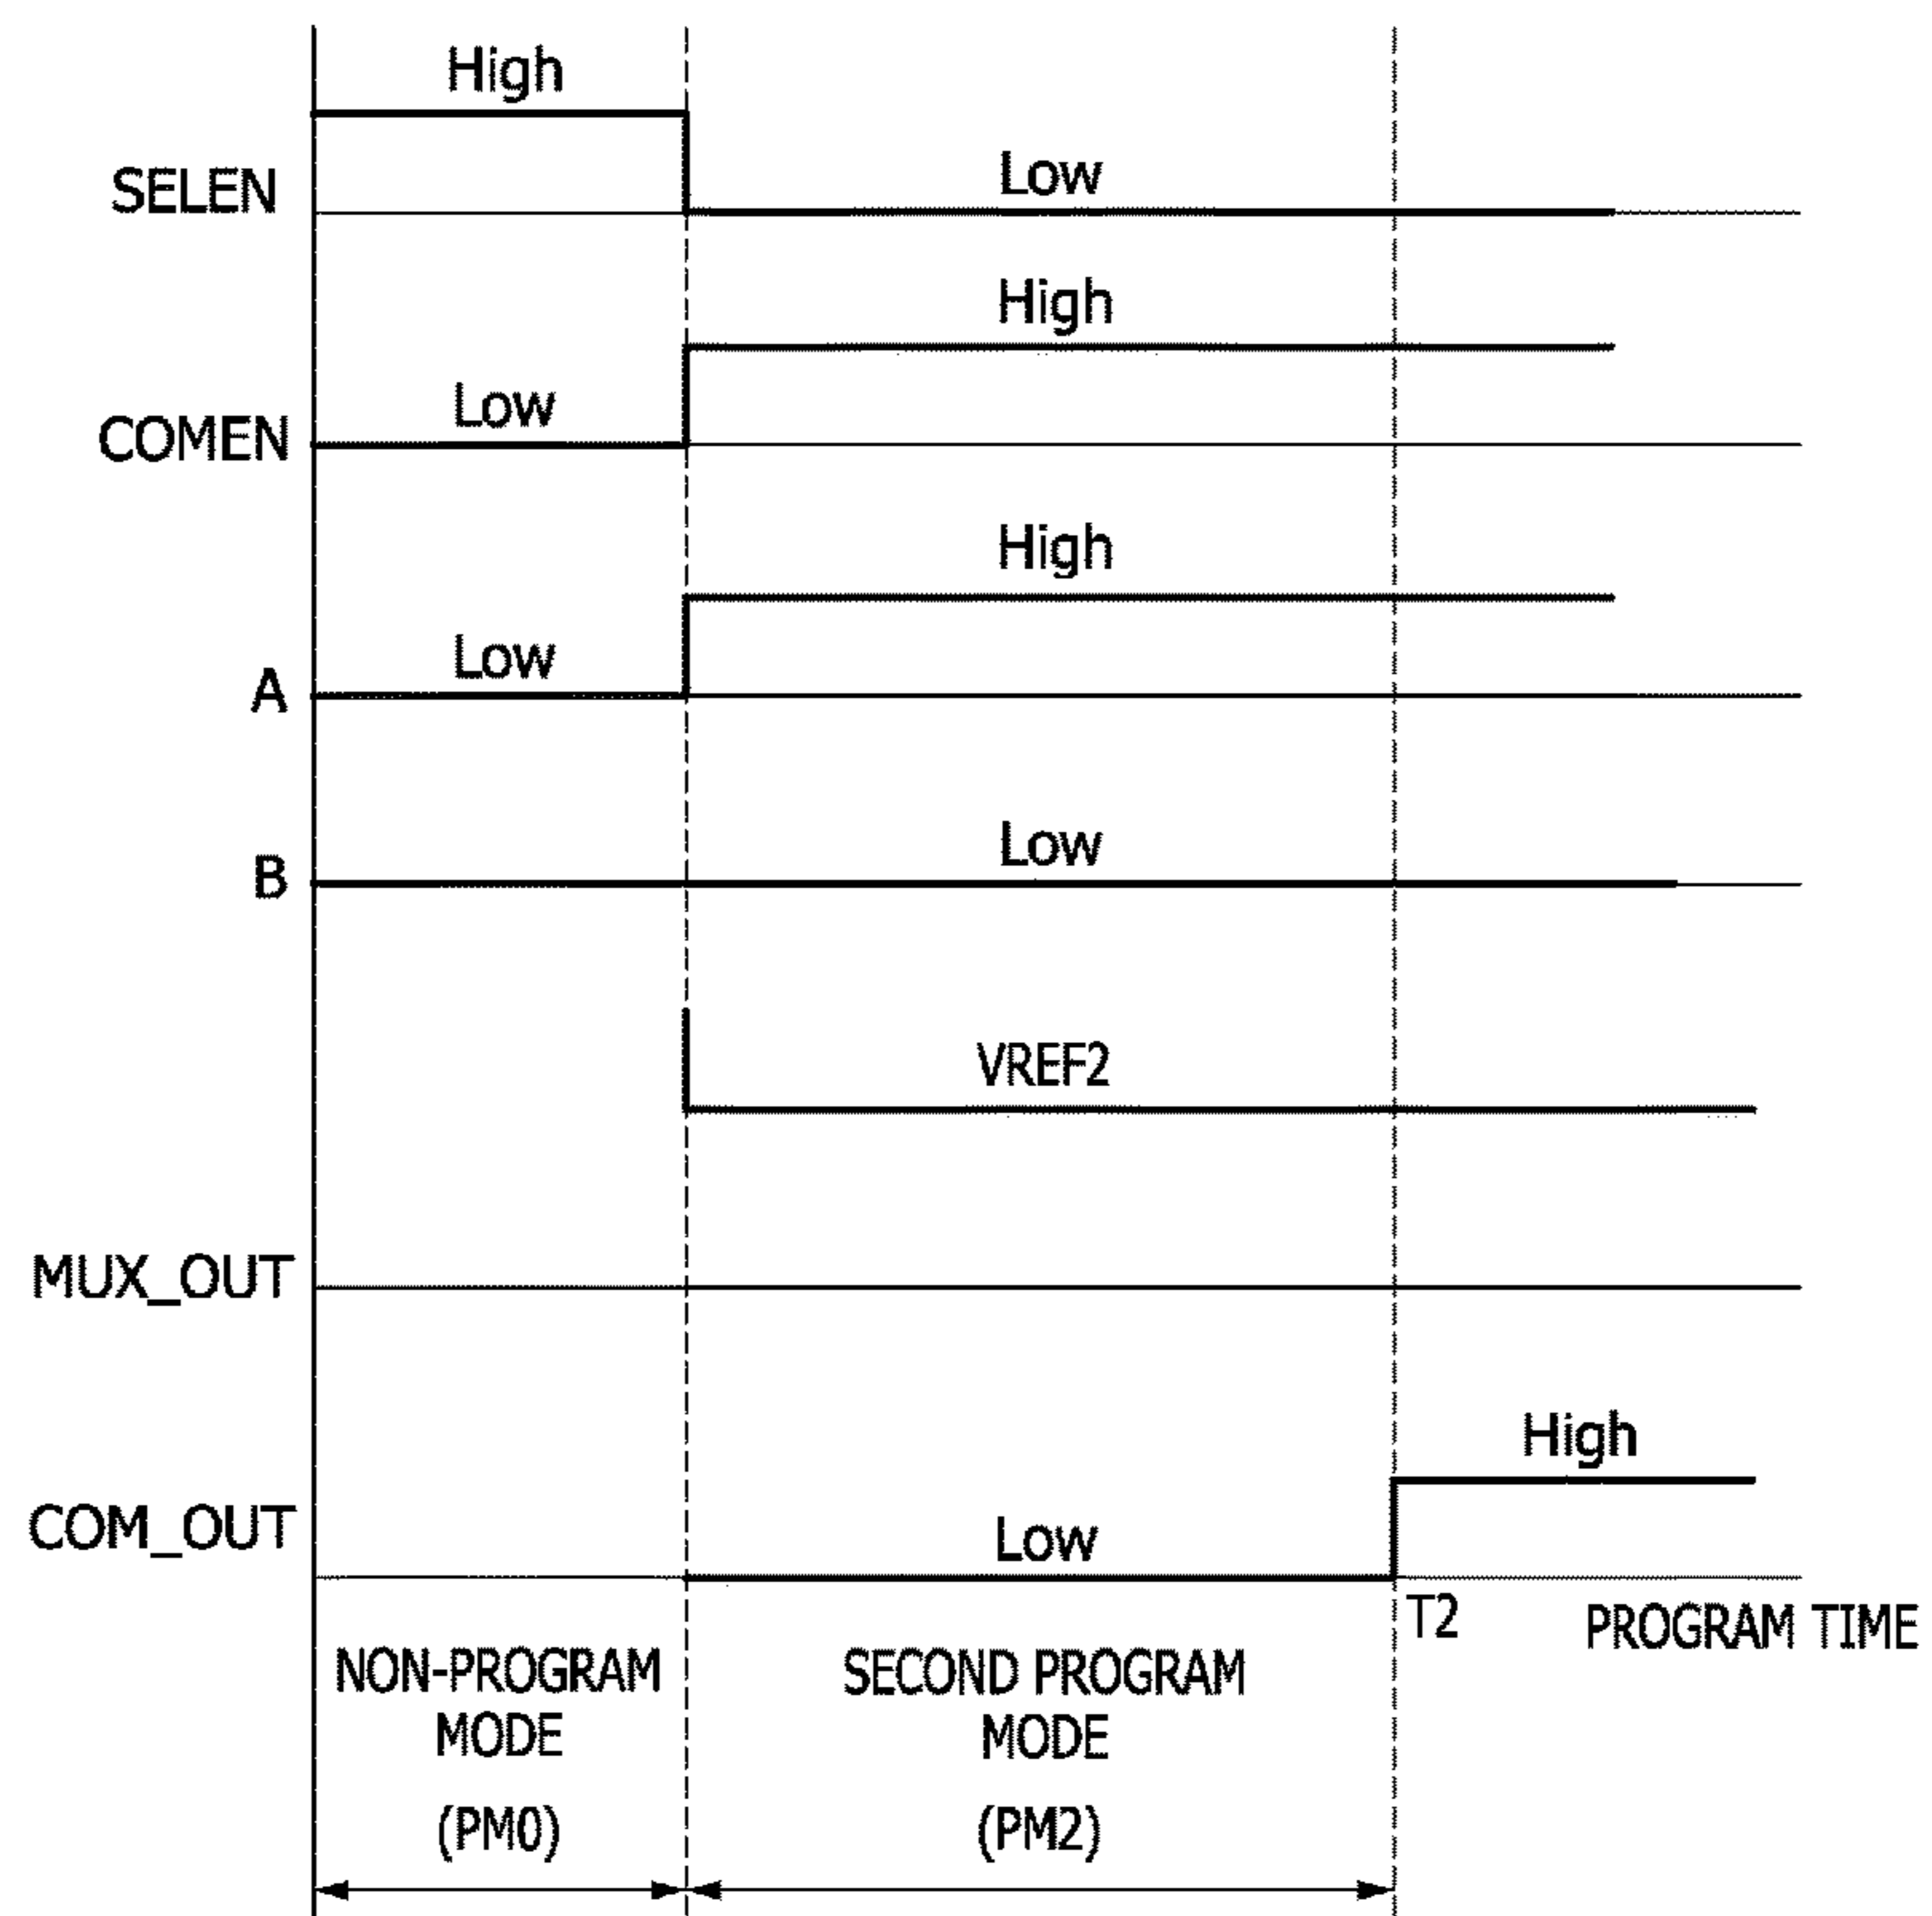 High
SELEN
Low
High
Low
COMEN
High
Low
A
Low
B
VREF2
MUX_OUT
High
COM_OUT
Low
T2
PROGRAM TIME
NON-PROGRAM
MODE
(PM0)
SECOND PROGRAM
MODE
(PM2)